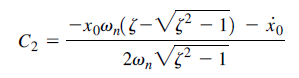 C₂ = (-x₀ωₙ(ζ-√(ζ² - 1)) - ẋ₀) / (2ωₙ√(ζ² - 1))